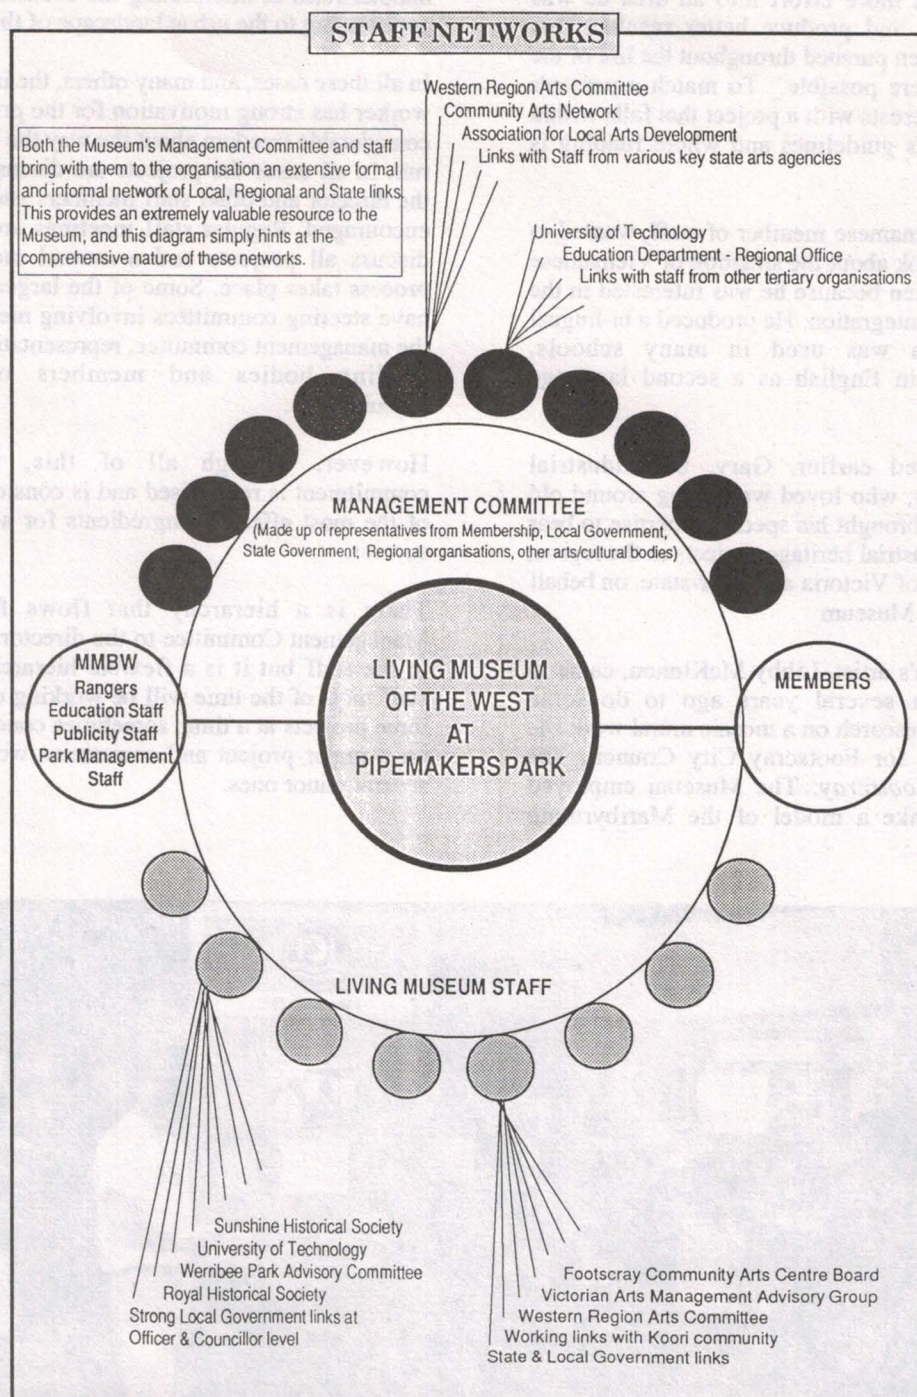 STAFF NETWORKS
Western Region Arts Committee
Community Arts Network
Association for Local Arts Development
Links with Staff from various key state arts agencies
Both the Museum's Management Committee and staff
bring with them to the organisation an extensive formal
and informal network of Local, Regional and State links.
This provides an extremely valuable resource to the
Museum, and this diagram simply hints at the
comprehensive nature of these networks.
University of Technology
Education Department - Regional Office
Links with staff from other tertiary organisations
MANAGEMENT COMMITTEE
(Made up of representatives from Membership, Local Government,
State Government, Regional organisations, other arts/cultural bodies)
MMBW
Rangers
Education Staff
Publicity Staff
Park Management
Staff
LIVING MUSEUM
OF THE WEST
AT
PIPEMAKERS PARK
MEMBERS
LIVING MUSEUM STAFF
Sunshine Historical Society
University of Technology
Werribee Park Advisory Committee
Royal Historical Society
Strong Local Government links at
Officer & Councillor level
Footscray Community Arts Centre Board
Victorian Arts Management Advisory Group
Western Region Arts Committee
Working links with Koori community
State & Local Government links